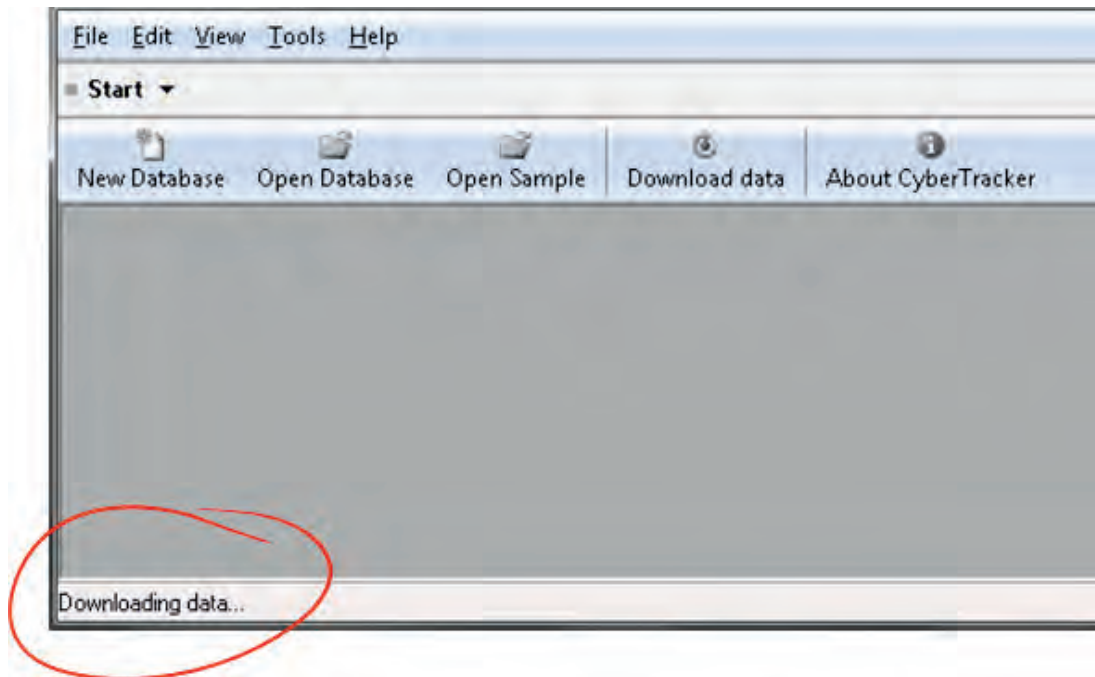 File Edit View Tools Help
Start
New Database Open Database Open Sample Download data About CyberTracker
Downloading data...